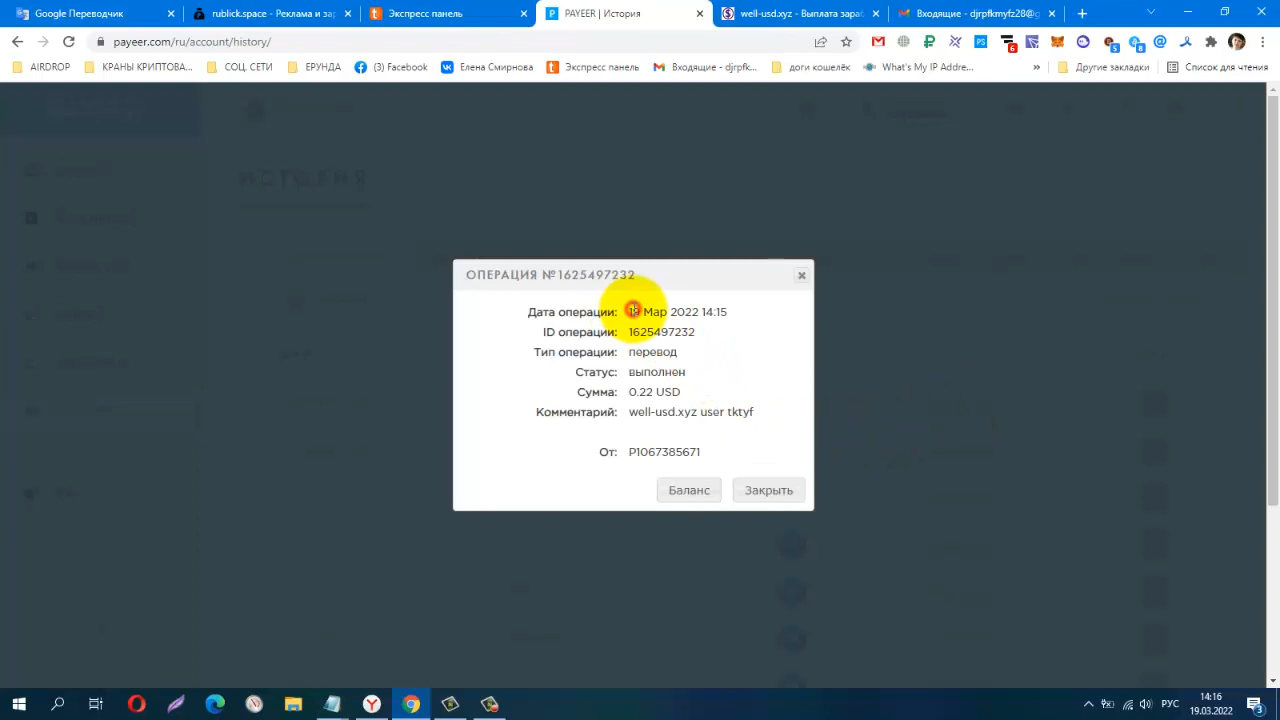 Google Переводчик
rublick.space - Реклама и зар
Экспресс панель
PAYEER | История
well-usd.xyz - Выплата зараб
Входящие - djrpfkmyfz28@g
payeer.com/ru/account/history/
AIRDROP
КРАНЫ КРИПТОВА...
СОЦ. СЕТИ
ЕРУНДА
(3) Facebook
Елена Смирнова
Экспресс панель
Входящие - djrpfk...
доги кошелёк
What's My IP Addre...
»
Другие закладки
Список для чтения
ИСТОРИЯ
ОПЕРАЦИЯ №1625497232
Дата операции: 19 Мар 2022 14:15
ID операции: 1625497232
Тип операции: перевод
Статус: выполнен
Сумма: 0.22 USD
Комментарий: well-usd.xyz user tktyf
От: P1067385671
Баланс
Закрыть
РУС
14:16
19.03.2022